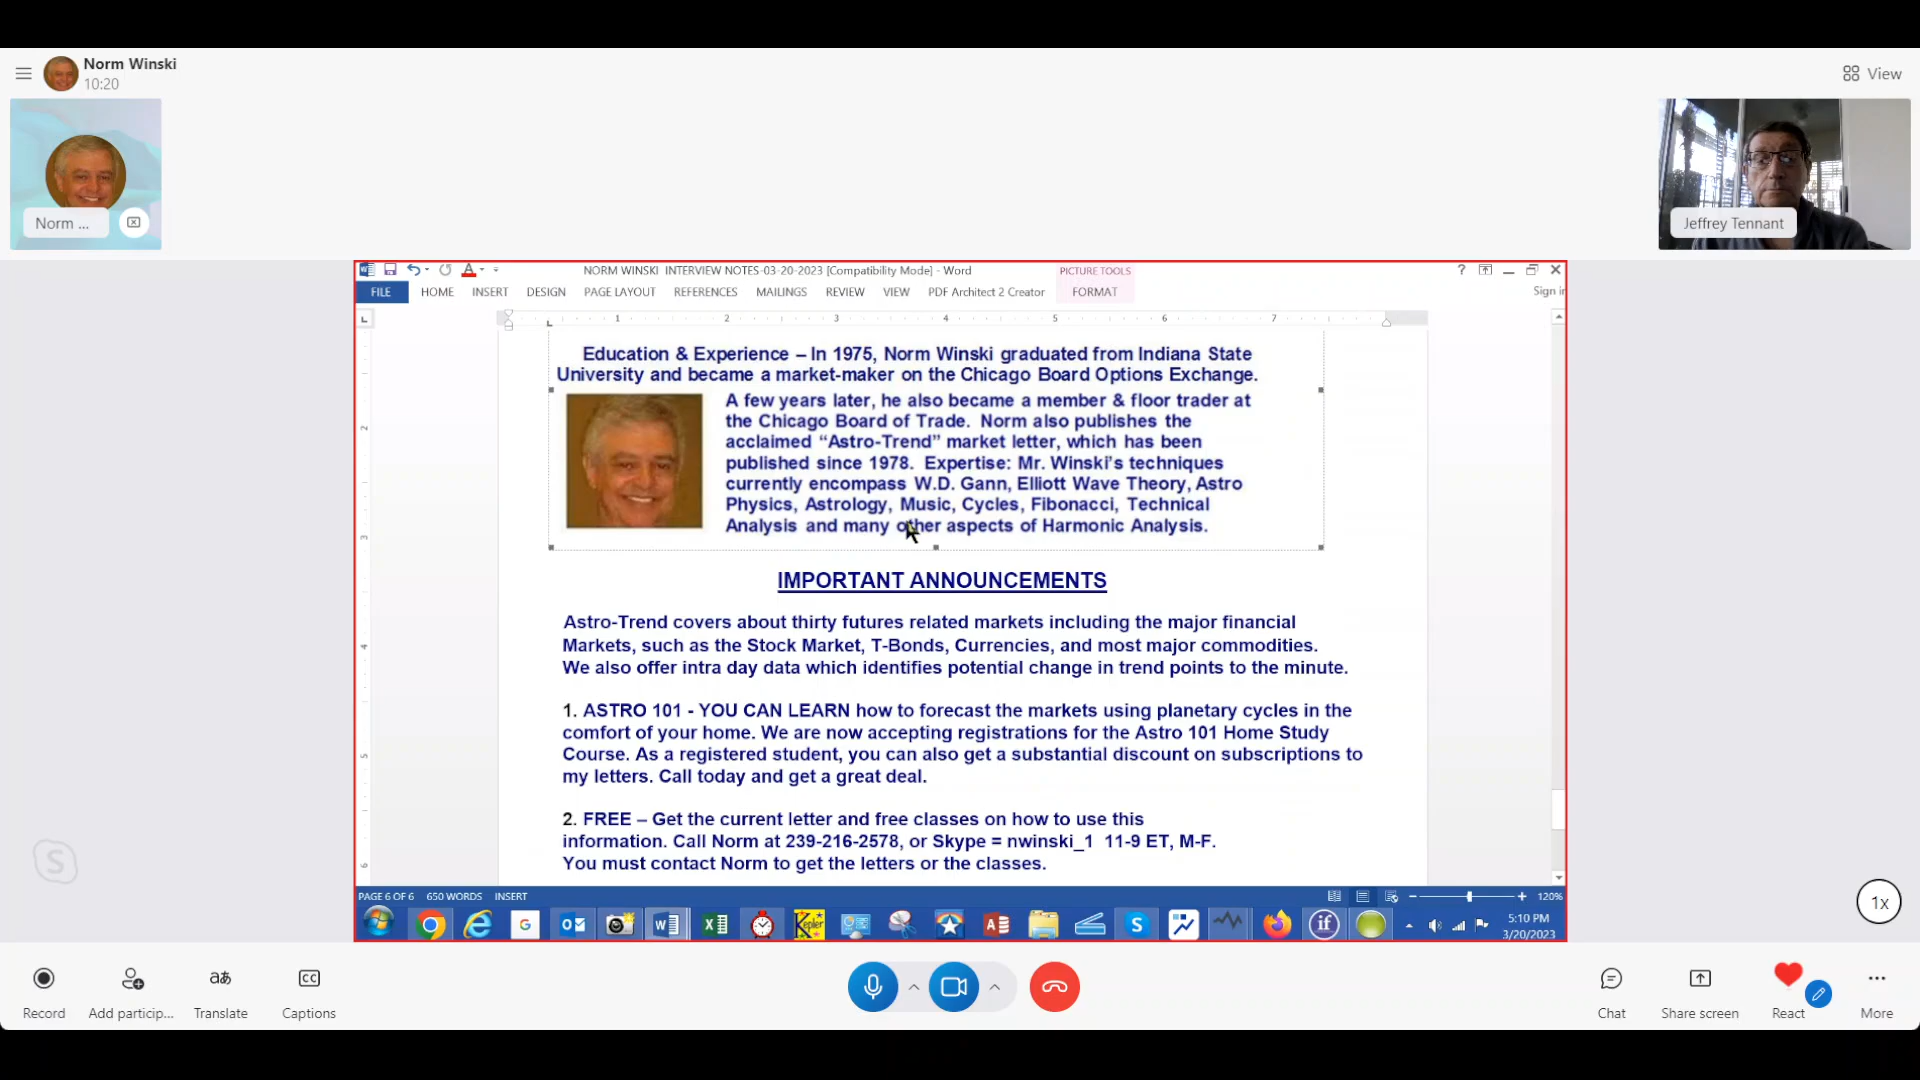 Norm Winski
10:20
View
Norm ...
Jeffrey Tennant
NORM WINSKI INTERVIEW NOTES-03-20-2023 [Compatibility Mode] - Word
PICTURE TOOLS
?
FILE
HOME
INSERT
DESIGN
PAGE LAYOUT
REFERENCES
MAILINGS
REVIEW
VIEW
PDF Architect 2 Creator
FORMAT
Sign in
1 2 3 4 5 6 7
Education & Experience – In 1975, Norm Winski graduated from Indiana State
University and became a market-maker on the Chicago Board Options Exchange.
A few years later, he also became a member & floor trader at
the Chicago Board of Trade. Norm also publishes the
acclaimed “Astro-Trend” market letter, which has been
published since 1978. Expertise: Mr. Winski’s techniques
currently encompass W.D. Gann, Elliott Wave Theory, Astro
Physics, Astrology, Music, Cycles, Fibonacci, Technical
Analysis and many other aspects of Harmonic Analysis.
IMPORTANT ANNOUNCEMENTS
Astro-Trend covers about thirty futures related markets including the major financial
Markets, such as the Stock Market, T-Bonds, Currencies, and most major commodities.
We also offer intra day data which identifies potential change in trend points to the minute.
1. ASTRO 101 - YOU CAN LEARN how to forecast the markets using planetary cycles in the
comfort of your home. We are now accepting registrations for the Astro 101 Home Study
Course. As a registered student, you can also get a substantial discount on subscriptions to
my letters. Call today and get a great deal.
2. FREE – Get the current letter and free classes on how to use this
information. Call Norm at 239-216-2578, or Skype = nwinski_1 11-9 ET, M-F.
You must contact Norm to get the letters or the classes.
PAGE 6 OF 6 650 WORDS INSERT
120%
Kepler
if
5:10 PM
3/20/2023
1x
Record
Add particip...
Translate
Captions
Chat
Share screen
React
More